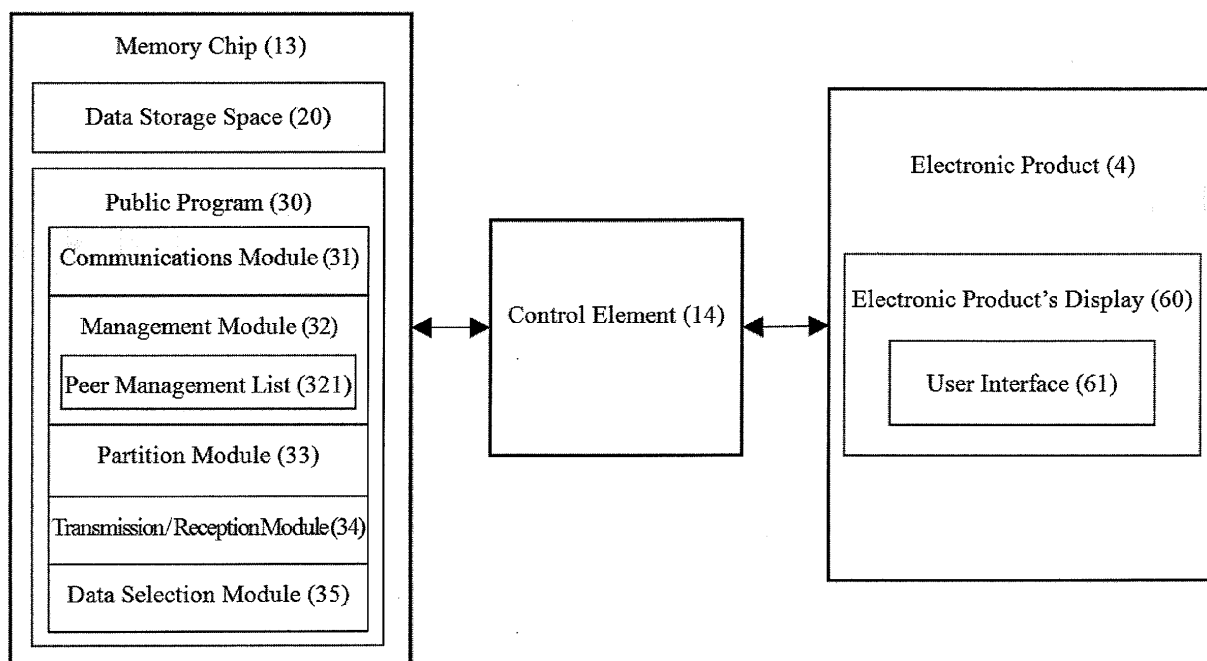 Memory Chip (13)
Data Storage Space (20)
Public Program (30)
Communications Module (31)
Management Module (32)
Peer Management List (321)
Partition Module (33)
Transmission/Reception Module (34)
Data Selection Module (35)
Control Element (14)
Electronic Product (4)
Electronic Product's Display (60)
User Interface (61)